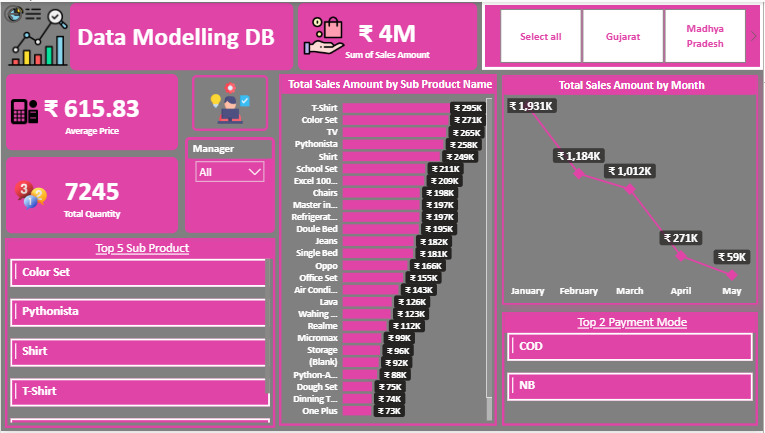 Data Modelling DB
₹ 4M
Sum of Sales Amount
Select all
Gujarat
Madhya
Pradesh
₹ 615.83
Average Price
7245
Total Quantity
Manager
All
Top 5 Sub Product
Color Set
Pythonista
Shirt
T-Shirt
Total Sales Amount by Sub Product Name
T-Shirt ₹ 295K
Color Set ₹ 271K
TV ₹ 265K
Pythonista ₹ 258K
Shirt ₹ 249K
School Set ₹ 211K
Excel 100... ₹ 209K
Chairs ₹ 198K
Master in... ₹ 197K
Refrigerat... ₹ 197K
Doule Bed ₹ 195K
Jeans ₹ 182K
Single Bed ₹ 181K
Oppo ₹ 166K
Office Set ₹ 155K
Air Condi... ₹ 143K
Lava ₹ 126K
Wahing ... ₹ 123K
Realme ₹ 112K
Micromax ₹ 99K
Storage ₹ 96K
(Blank) ₹ 92K
Python-A... ₹ 88K
Dough Set ₹ 75K
Dinning T... ₹ 74K
One Plus ₹ 73K
Total Sales Amount by Month
₹ 1,931K
₹ 1,184K
₹ 1,012K
₹ 271K
₹ 59K
January February March April May
Top 2 Payment Mode
COD
NB
3
2
1